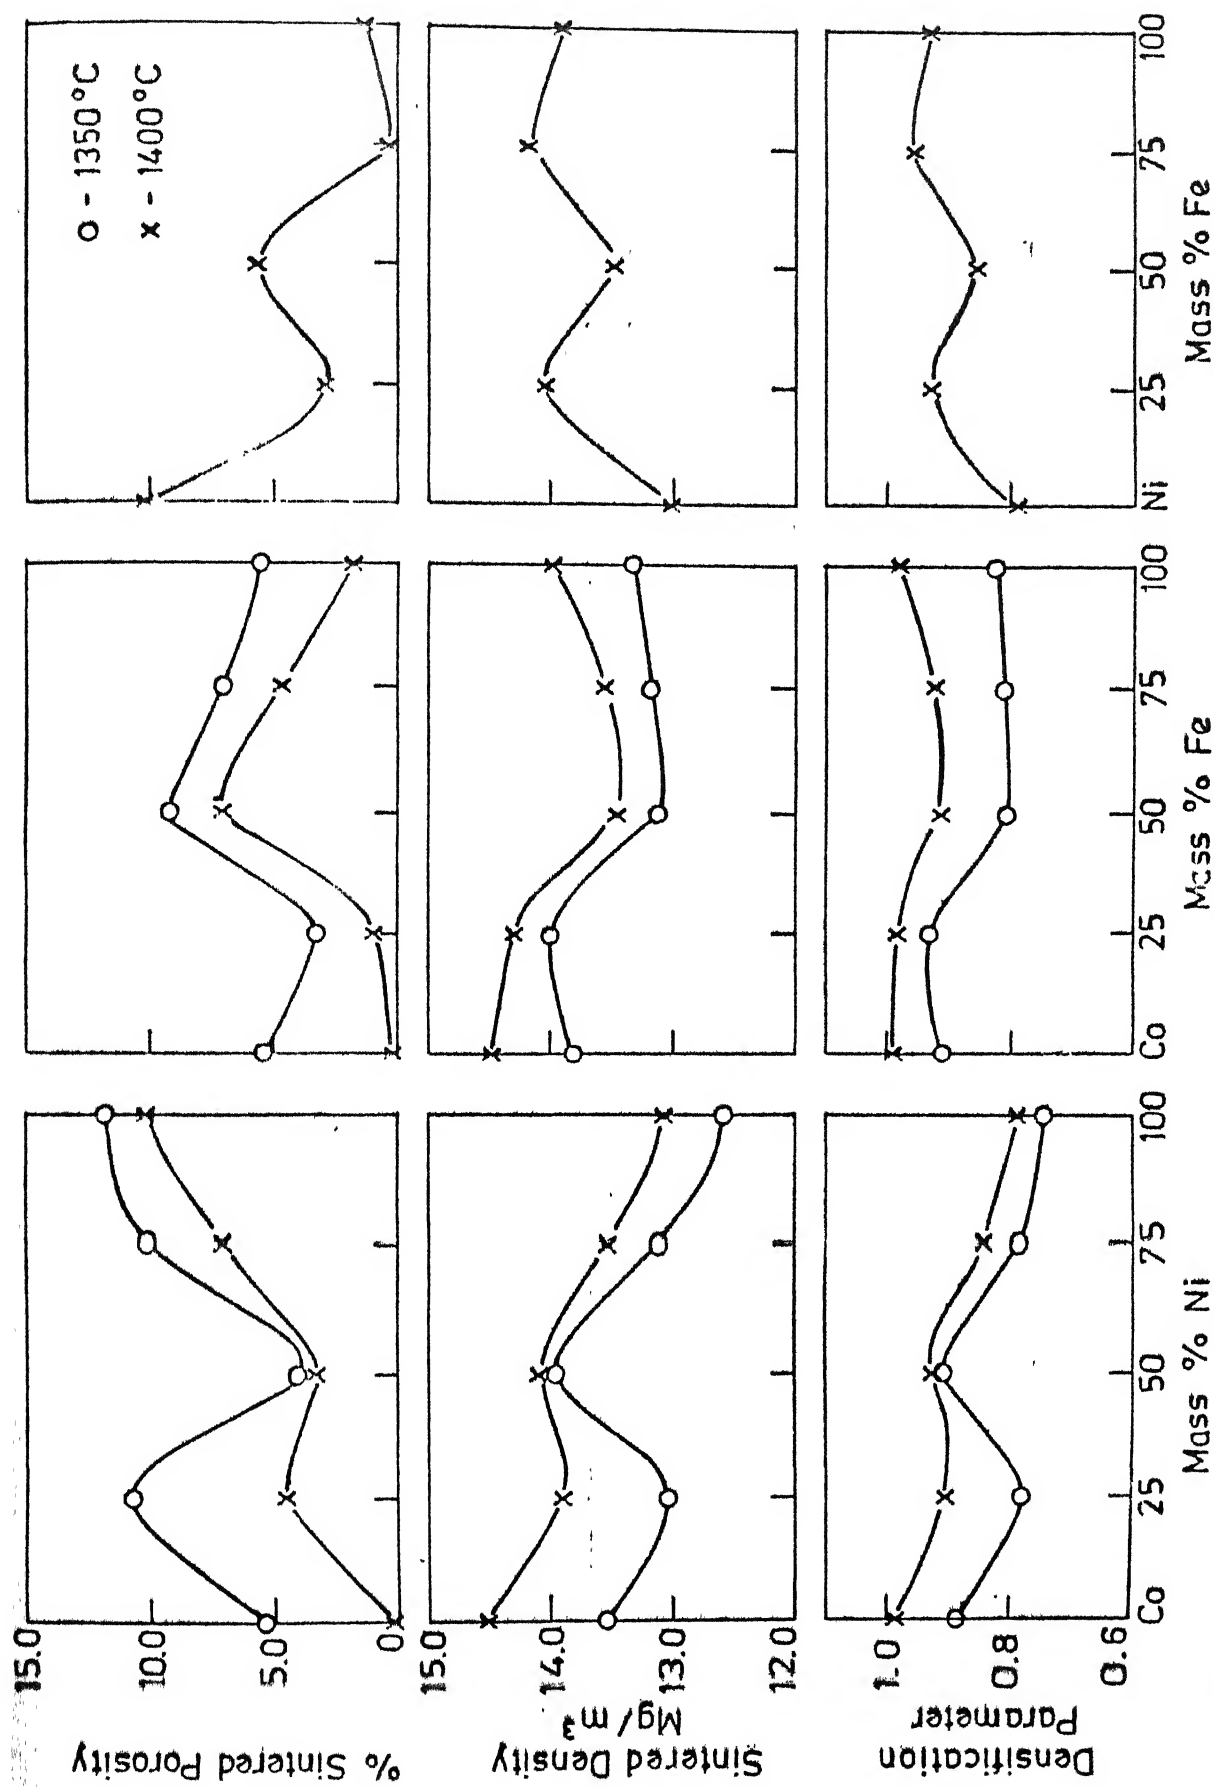 O - 1350°C
x - 1400°C
% Sintered Porosity
15.0
10.0
5.0
0.
Sintered Density
Mg/m³
15.0
14.0
13.0
12.0
Densification
Parameter
1.0
0.8
0.6
Co 25 50 75 100
Mass % Ni
Co 25 50 75 100
Mass % Fe
Ni 25 50 75 100
Mass % Fe